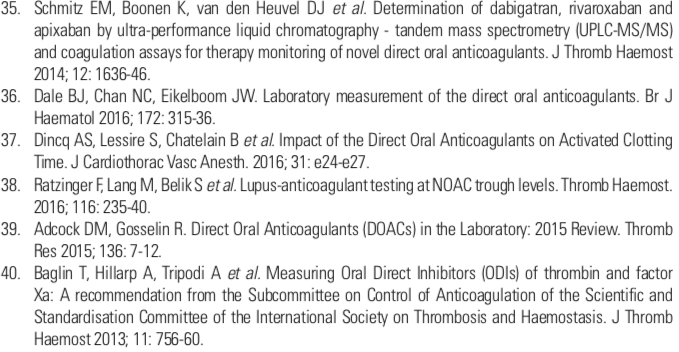 35. Schmitz EM, Boonen K, van den Heuvel DJ et al. Determination of dabigatran, rivaroxaban and
apixaban by ultra-performance liquid chromatography - tandem mass spectrometry (UPLC-MS/MS)
and coagulation assays for therapy monitoring of novel direct oral anticoagulants. J Thromb Haemost
2014; 12: 1636-46.
36. Dale BJ, Chan NC, Eikelboom JW. Laboratory measurement of the direct oral anticoagulants. Br J
Haematol 2016; 172: 315-36.
37. Dincq AS, Lessire S, Chatelain B et al. Impact of the Direct Oral Anticoagulants on Activated Clotting
Time. J Cardiothorac Vasc Anesth. 2016; 31: e24-e27.
38. Ratzinger F, Lang M, Belik S et al. Lupus-anticoagulant testing at NOAC trough levels. Thromb Haemost.
2016; 116: 235-40.
39. Adcock DM, Gosselin R. Direct Oral Anticoagulants (DOACs) in the Laboratory: 2015 Review. Thromb
Res 2015; 136: 7-12.
40. Baglin T, Hillarp A, Tripodi A et al. Measuring Oral Direct Inhibitors (ODIs) of thrombin and factor
Xa: A recommendation from the Subcommittee on Control of Anticoagulation of the Scientific and
Standardisation Committee of the International Society on Thrombosis and Haemostasis. J Thromb
Haemost 2013; 11: 756-60.